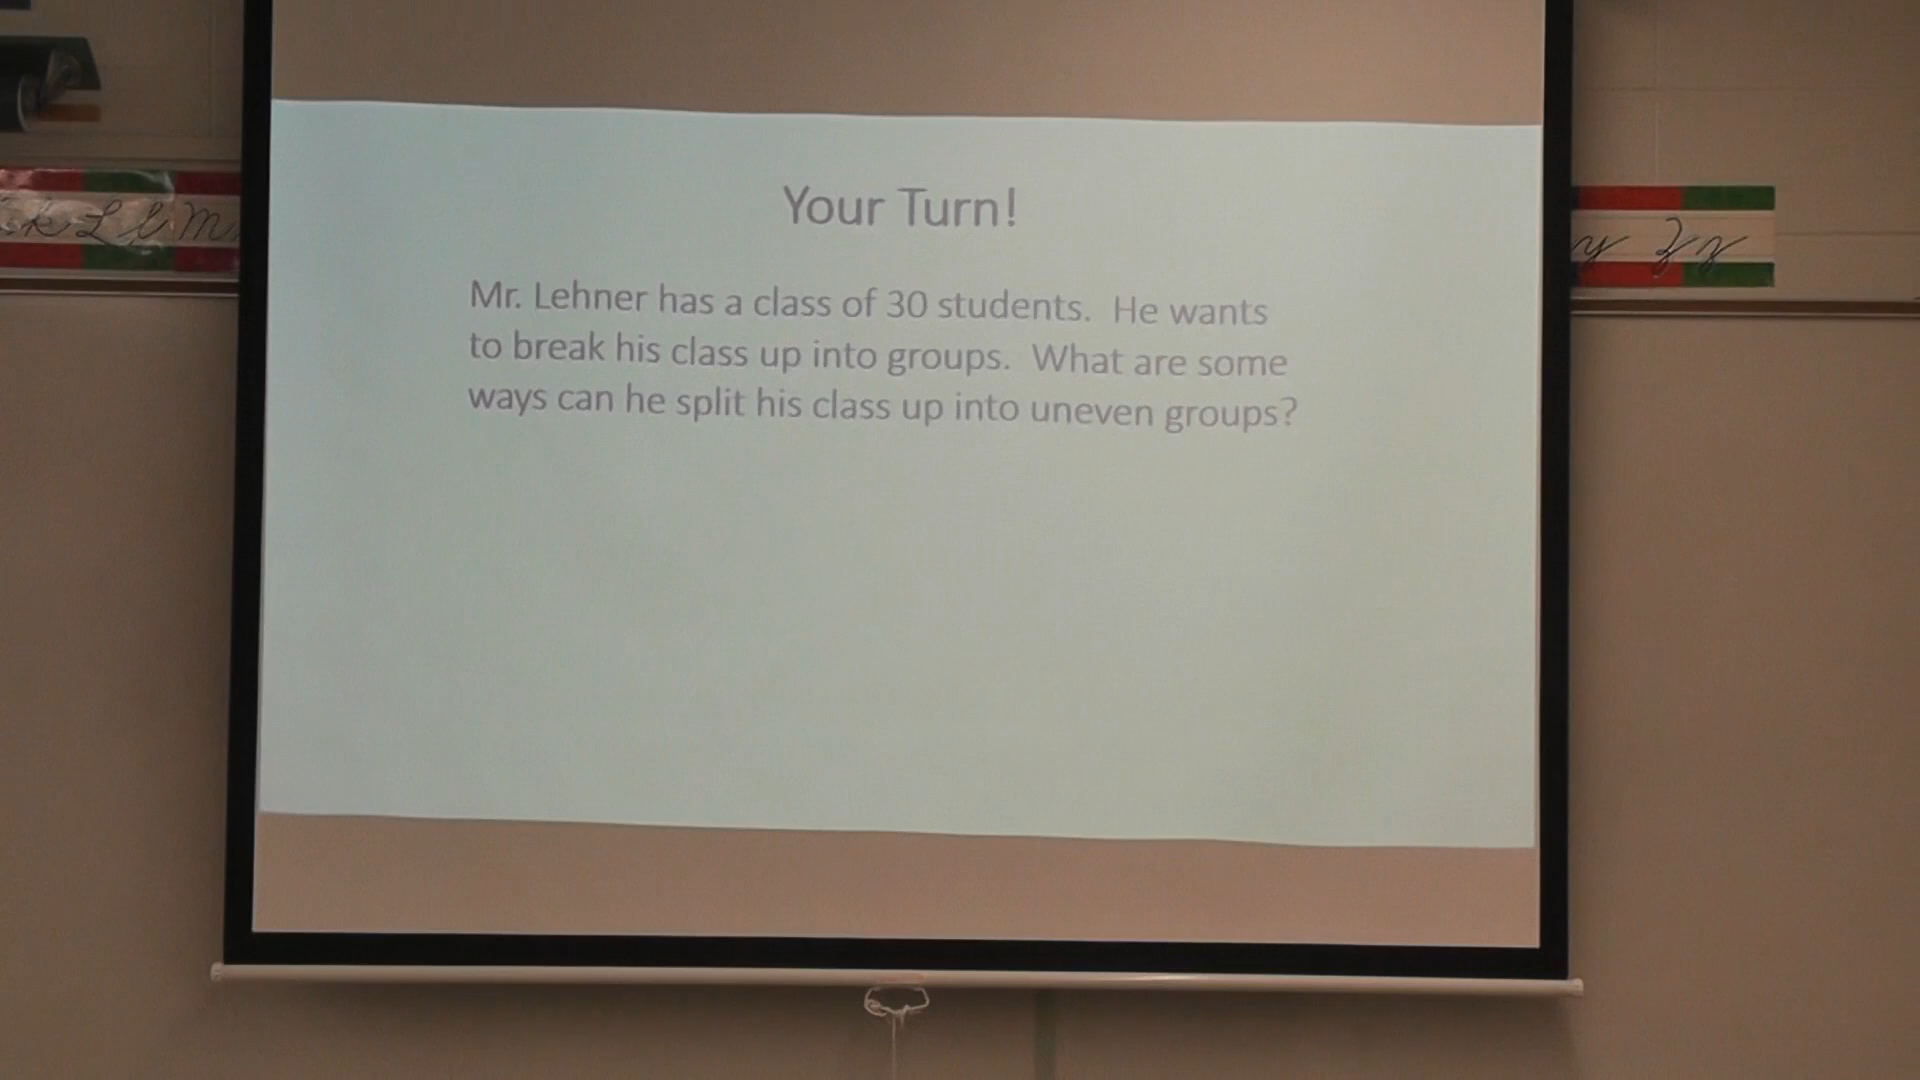 Your Turn!
Mr. Lehner has a class of 30 students. He wants
to break his class up into groups. What are some
ways can he split his class up into uneven groups?
k L l M
y Z z